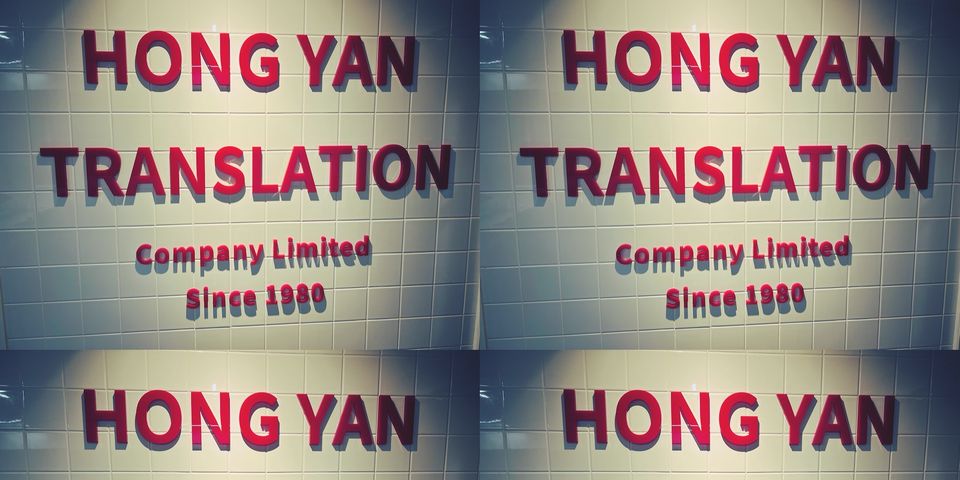 HONG YAN HONG YAN
TRANSLATION TRANSLATION
Company Limited Company Limited
Since 1980 Since 1980
HONG YAN HONG YAN